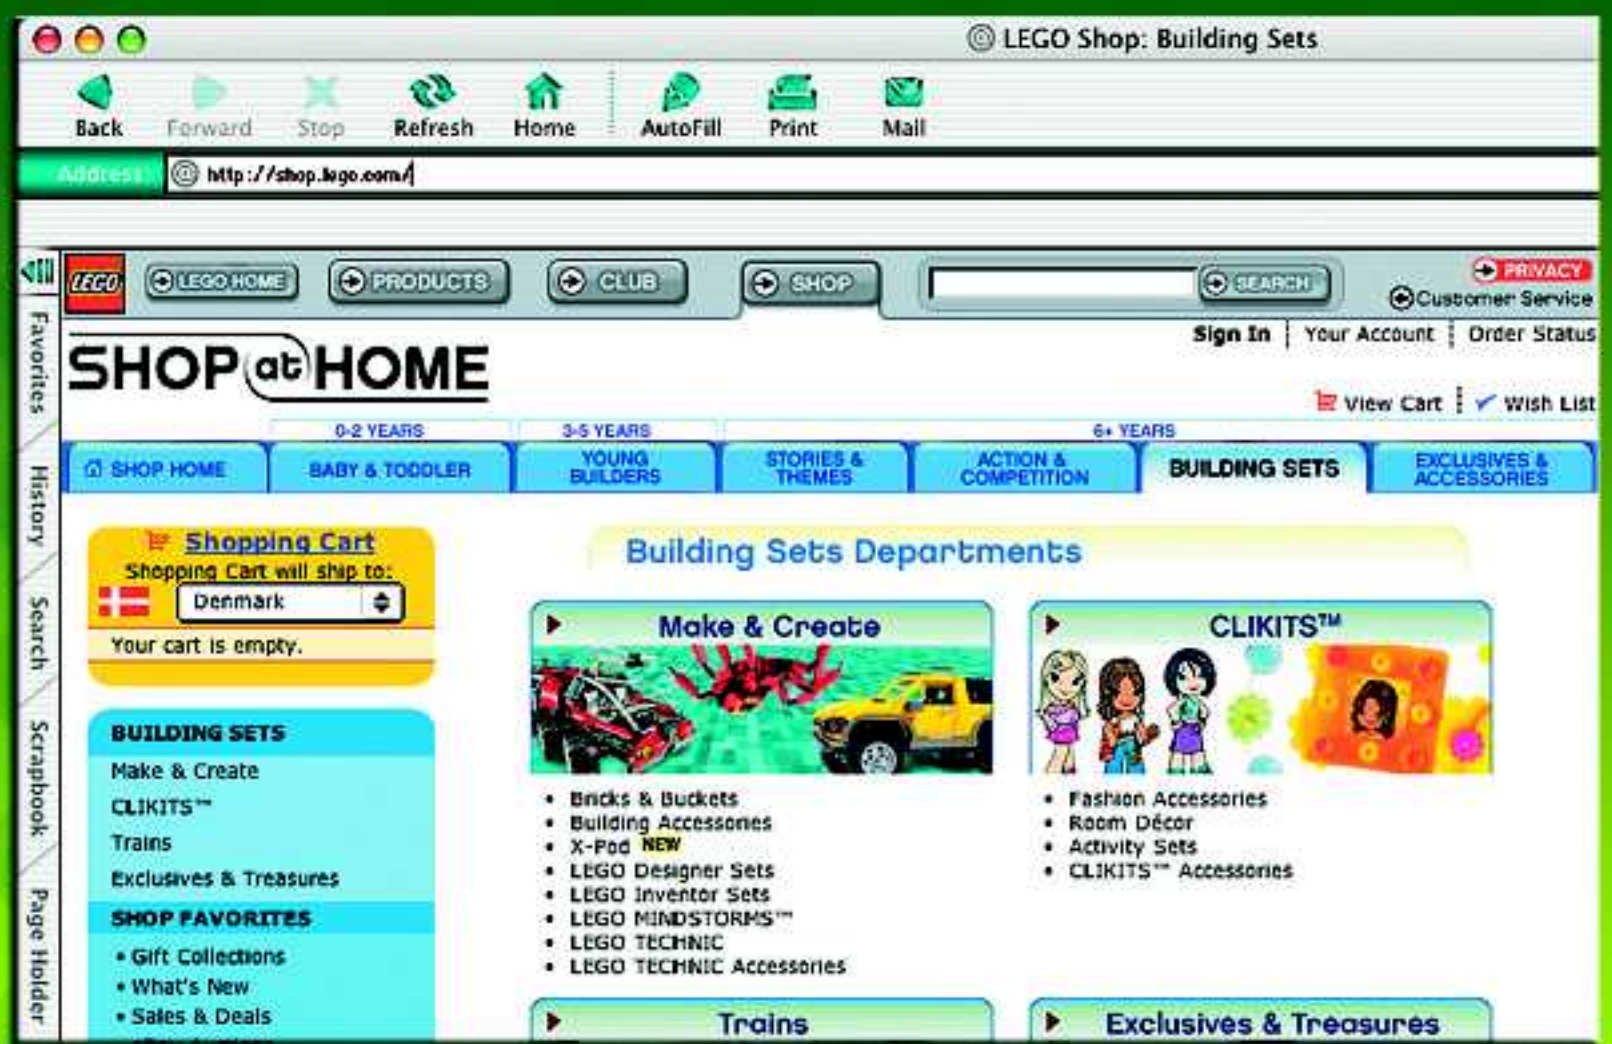 LEGO Shop: Building Sets
Back Forward Stop Refresh Home AutoFill Print Mail
Address: http://shop.lego.com/
LEGO LEGO HOME PRODUCTS CLUB SHOP SEARCH PRIVACY
Customer Service
Sign In Your Account Order Status
SHOP at HOME
View Cart Wish List
0-2 YEARS 3-5 YEARS 6+ YEARS
SHOP HOME BABY & TODDLER YOUNG BUILDERS STORIES & THEMES ACTION & COMPETITION BUILDING SETS EXCLUSIVES & ACCESSORIES
Favorites
History
Search
Scrapbook
Page Holder
Shopping Cart
Shopping Cart will ship to:
Denmark
Your cart is empty.
BUILDING SETS
Make & Create
CLIKITS™
Trains
Exclusives & Treasures
SHOP FAVORITES
• Gift Collections
• What's New
• Sales & Deals
Building Sets Departments
Make & Create
• Bricks & Buckets
• Building Accessories
• X-Pod NEW
• LEGO Designer Sets
• LEGO Inventor Sets
• LEGO MINDSTORMS™
• LEGO TECHNIC
• LEGO TECHNIC Accessories
CLIKITS™
• Fashion Accessories
• Room Décor
• Activity Sets
• CLIKITS™ Accessories
Trains
Exclusives & Treasures